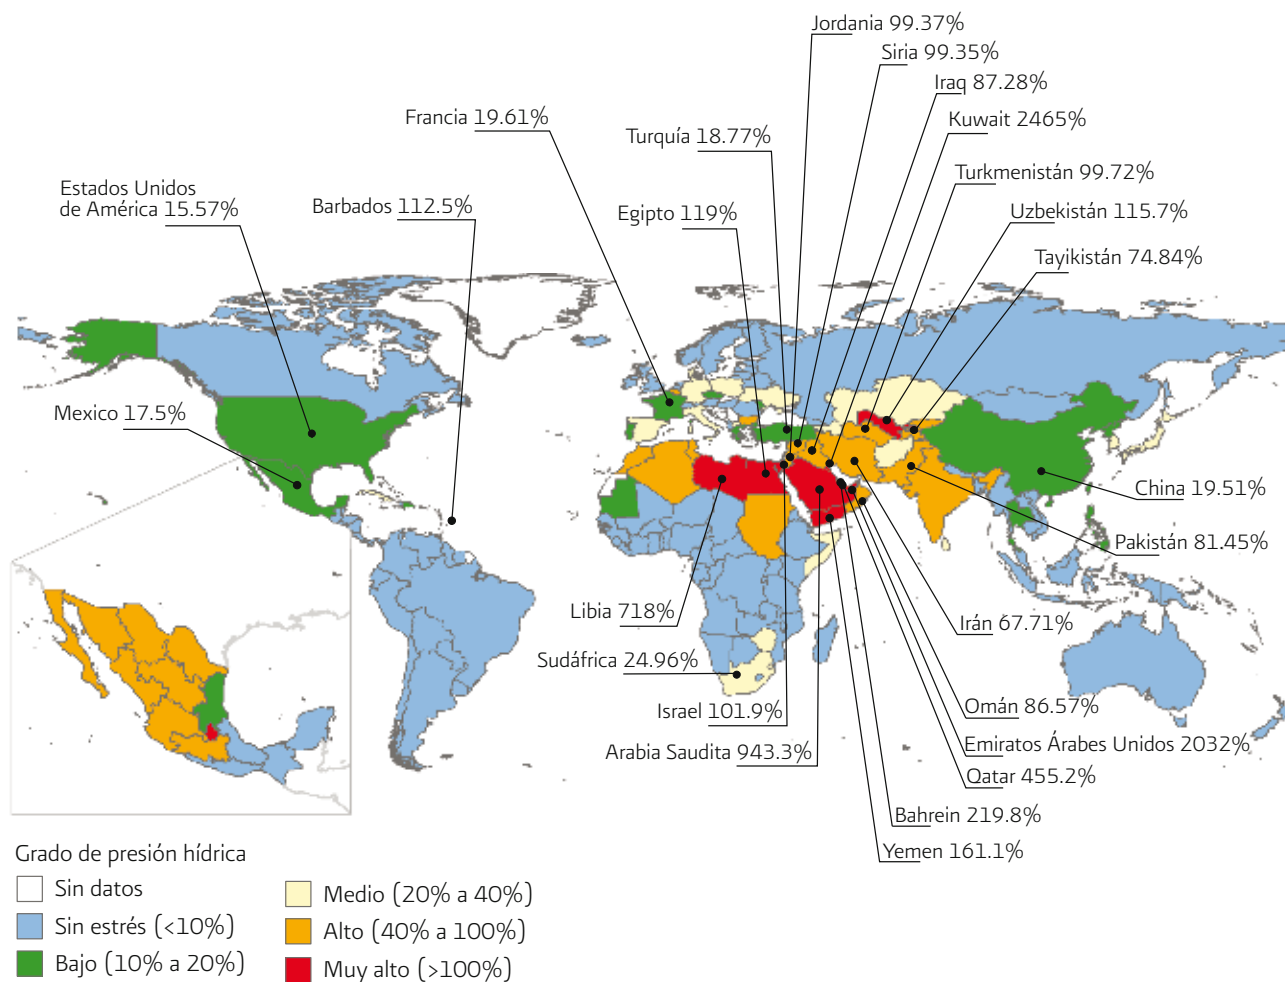 Jordania 99.37%
Siria 99.35%
Iraq 87.28%
Kuwait 2465%
Francia 19.61%
Turquía 18.77%
Turkmenistán 99.72%
Estados Unidos
de América 15.57%
Barbados 112.5%
Egipto 119%
Uzbekistán 115.7%
Tayikistán 74.84%
Mexico 17.5%
China 19.51%
Pakistán 81.45%
Libia 718%
Irán 67.71%
Sudáfrica 24.96%
Israel 101.9%
Omán 86.57%
Arabia Saudita 943.3%
Emiratos Árabes Unidos 2032%
Qatar 455.2%
Bahrein 219.8%
Yemen 161.1%
Grado de presión hídrica
Sin datos
Sin estrés (<10%)
Bajo (10% a 20%)
Medio (20% a 40%)
Alto (40% a 100%)
Muy alto (>100%)